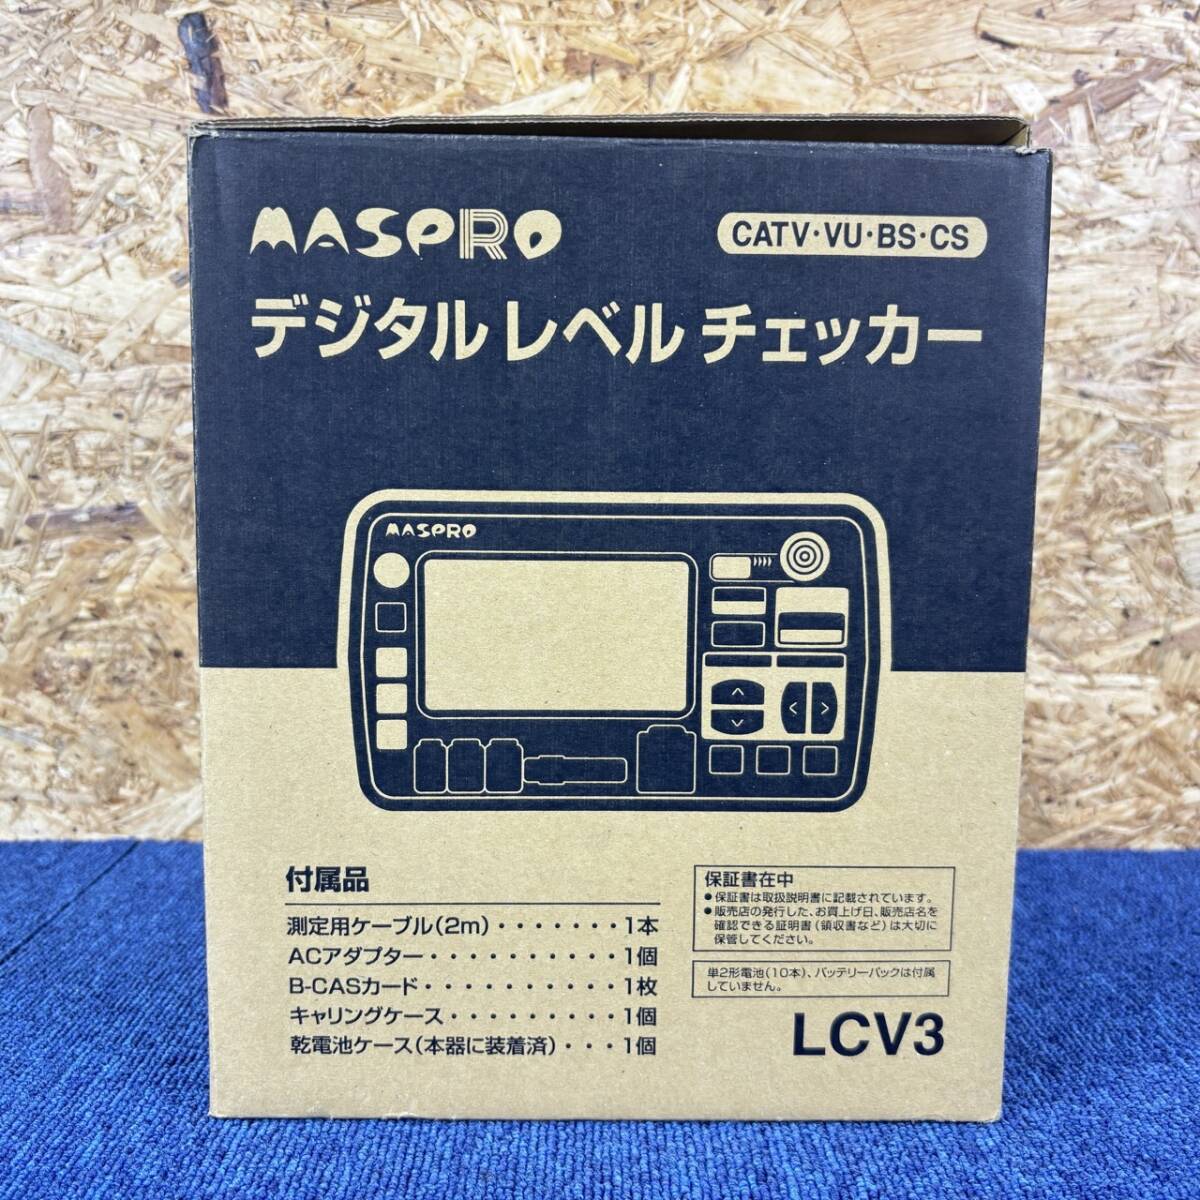 MASPRO
CATV・VU・BS・CS
デジタル レベル チェッカー
MASPRO
付属品
測定用ケーブル(2m)・・・・・・・1本
ACアダプター・・・・・・・・・・1個
B-CASカード・・・・・・・・・・1枚
キャリングケース・・・・・・・・・1個
乾電池ケース(本器に装着済)・・・1個
保証書在中
●保証書は取扱説明書に記載されています。
●販売店の発行した、お買上げ日、販売店名を
確認できる証明書(領収書など)は大切に
保管してください。
単2形電池(10本)、バッテリーパックは付属
していません。
LCV3